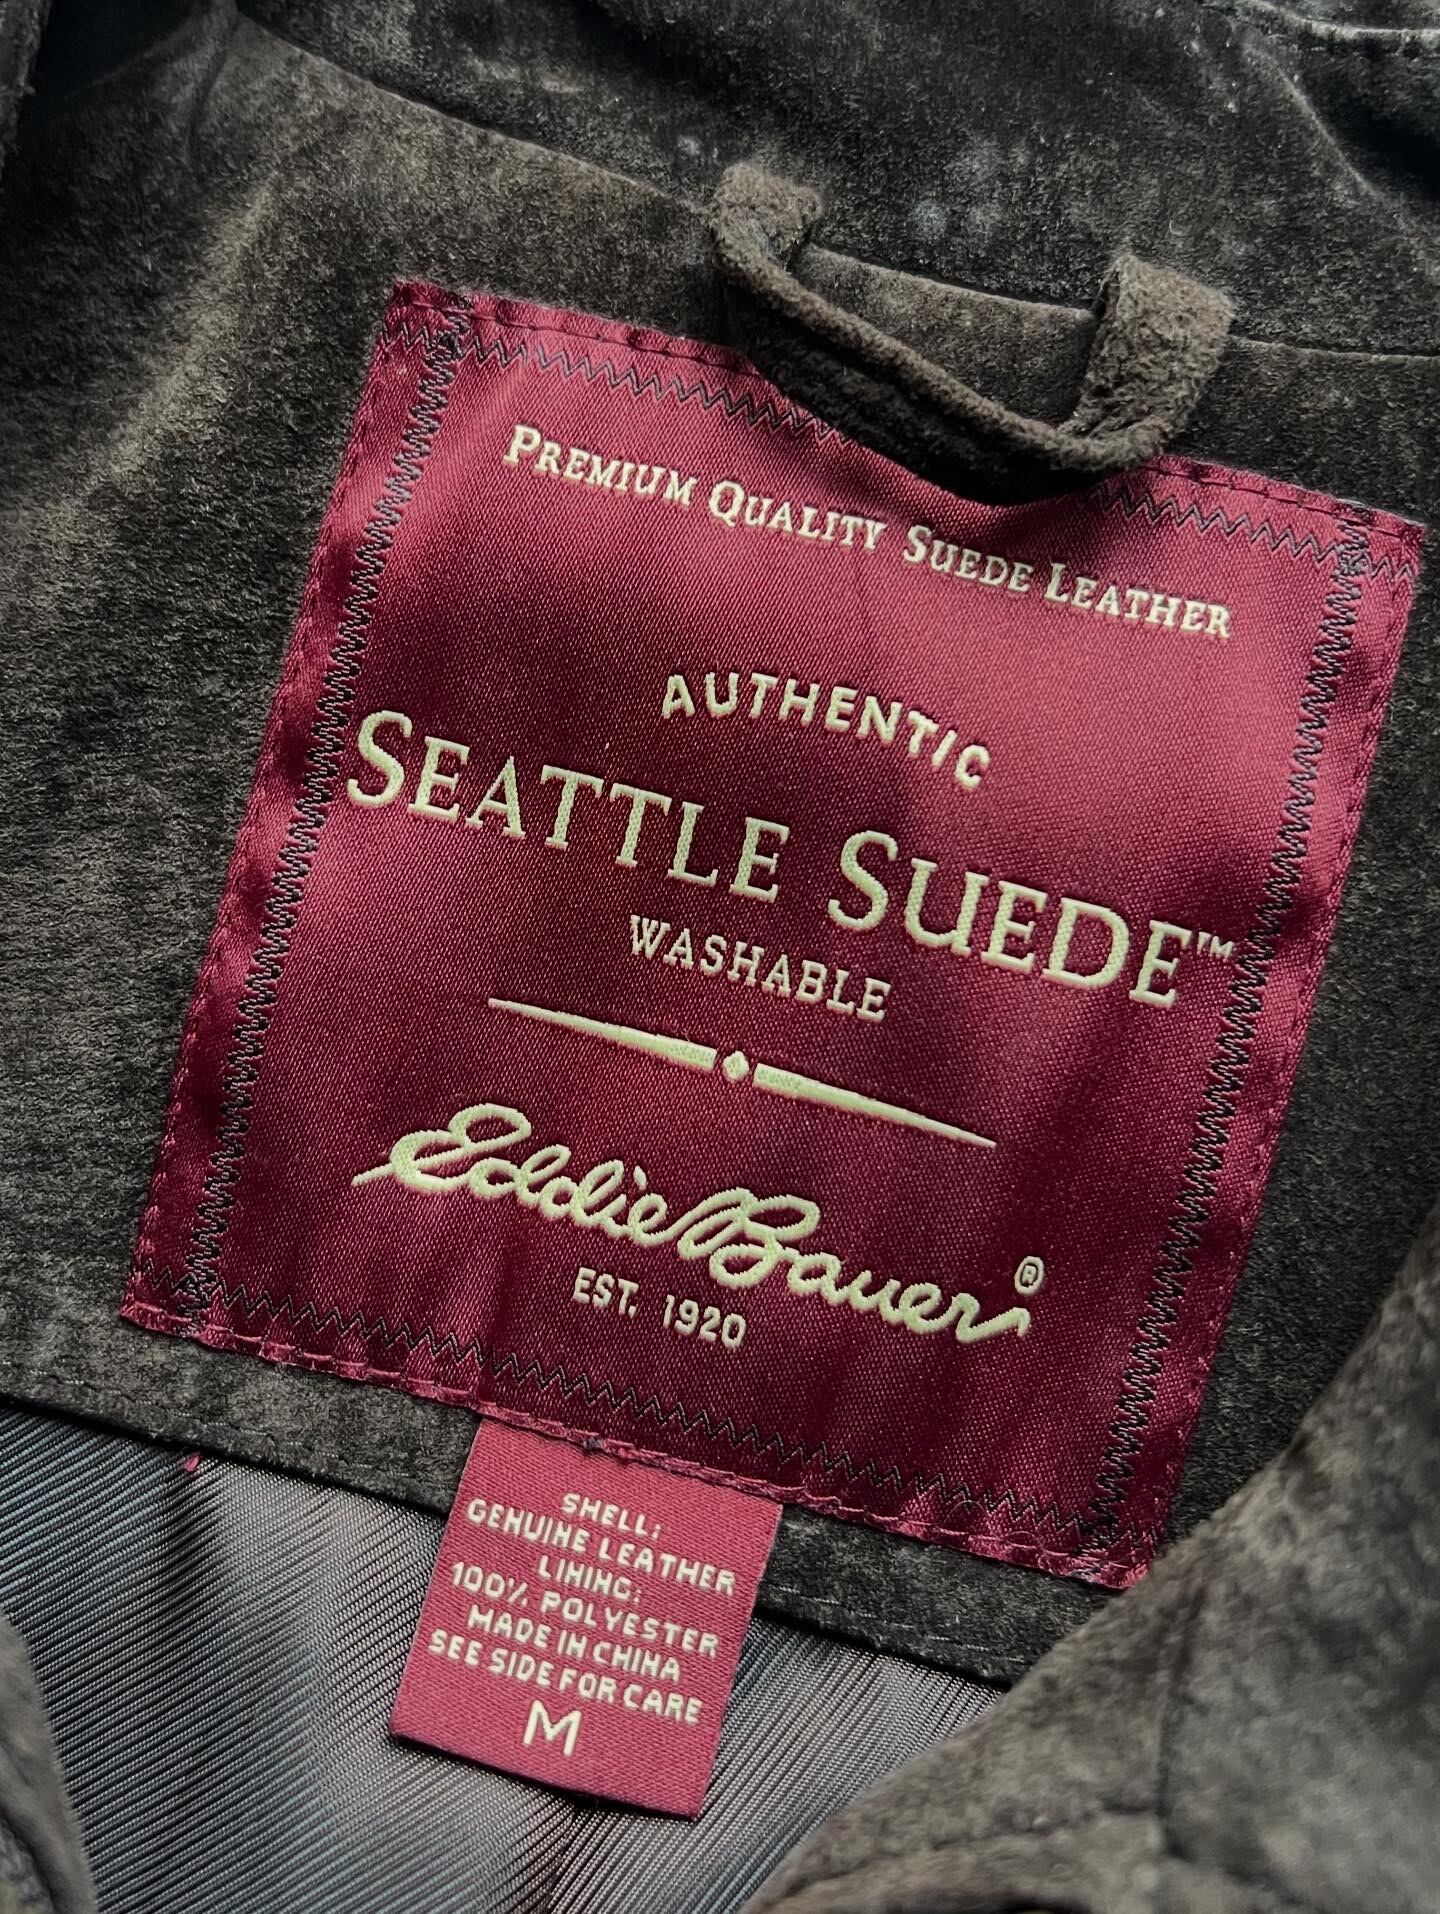 PREMIUM QUALITY SUEDE LEATHER
AUTHENTIC
SEATTLE SUEDE™
WASHABLE
Eddie Bauer®
EST. 1920
SHELL:
GENUINE LEATHER
LINING:
100% POLYESTER
MADE IN CHINA
SEE SIDE FOR CARE
M